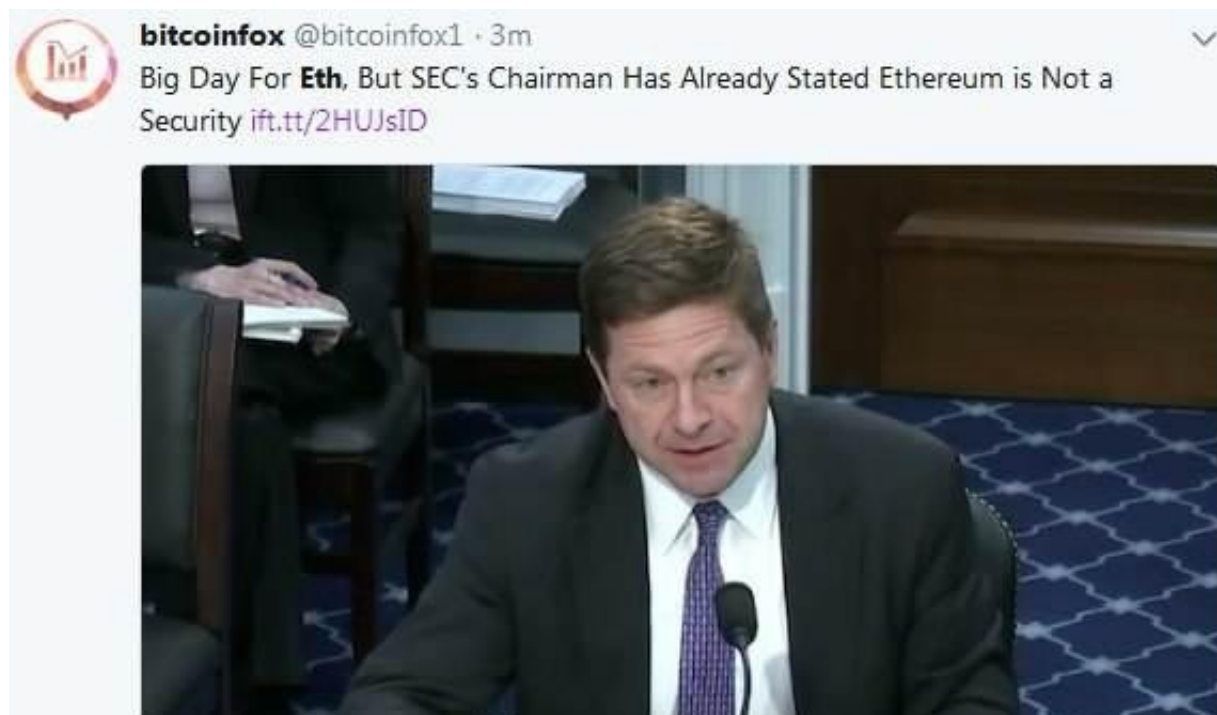 bitcoinfox @bitcoinfox1 · 3m
Big Day For Eth, But SEC's Chairman Has Already Stated Ethereum is Not a
Security ift.tt/2HUJsID